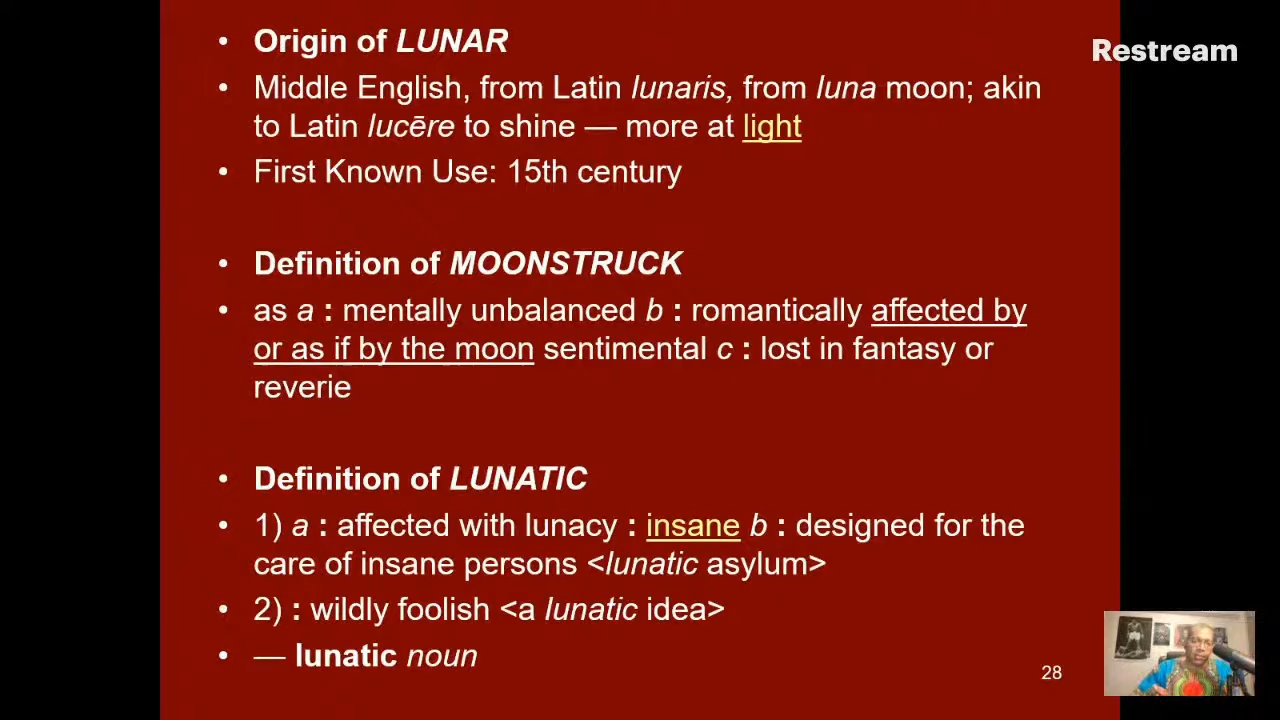 • Origin of LUNAR
Restream
• Middle English, from Latin lunaris, from luna moon; akin
to Latin lucēre to shine — more at light
• First Known Use: 15th century
• Definition of MOONSTRUCK
• as a : mentally unbalanced b : romantically affected by
or as if by the moon sentimental c : lost in fantasy or
reverie
• Definition of LUNATIC
• 1) a : affected with lunacy : insane b : designed for the
care of insane persons <lunatic asylum>
• 2) : wildly foolish <a lunatic idea>
• — lunatic noun
28